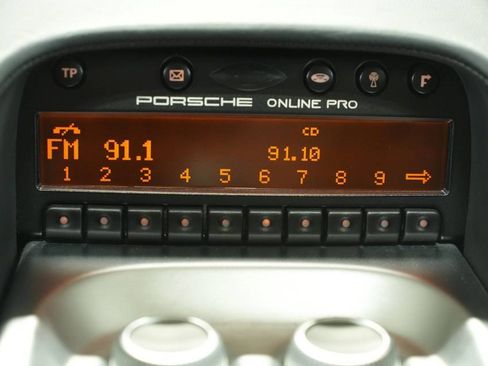 TP
PORSCHE ONLINE PRO
CD
FM 91.1 91.10
1 2 3 4 5 6 7 8 9